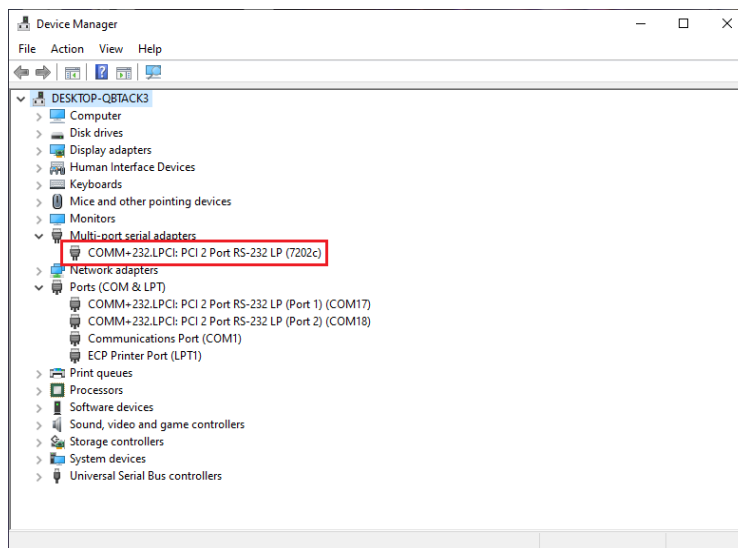 Device Manager
File Action View Help
DESKTOP-QBTACK3
Computer
Disk drives
Display adapters
Human Interface Devices
Keyboards
Mice and other pointing devices
Monitors
Multi-port serial adapters
COMM+232.LPCI: PCI 2 Port RS-232 LP (7202c)
Network adapters
Ports (COM & LPT)
COMM+232.LPCI: PCI 2 Port RS-232 LP (Port 1) (COM17)
COMM+232.LPCI: PCI 2 Port RS-232 LP (Port 2) (COM18)
Communications Port (COM1)
ECP Printer Port (LPT1)
Print queues
Processors
Software devices
Sound, video and game controllers
Storage controllers
System devices
Universal Serial Bus controllers